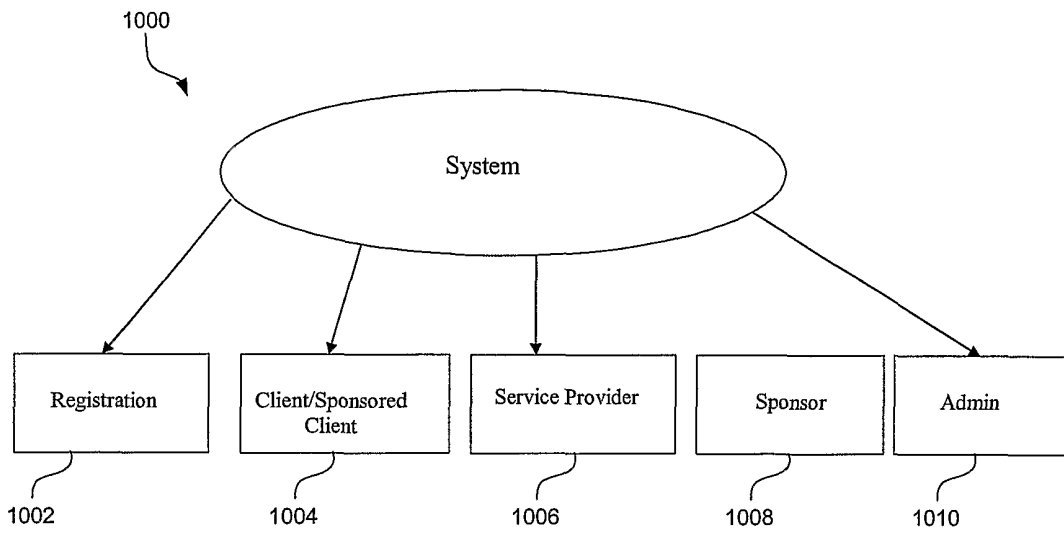 1000
System
Registration
Client/Sponsored
Client
Service Provider
Sponsor
Admin
1002
1004
1006
1008
1010